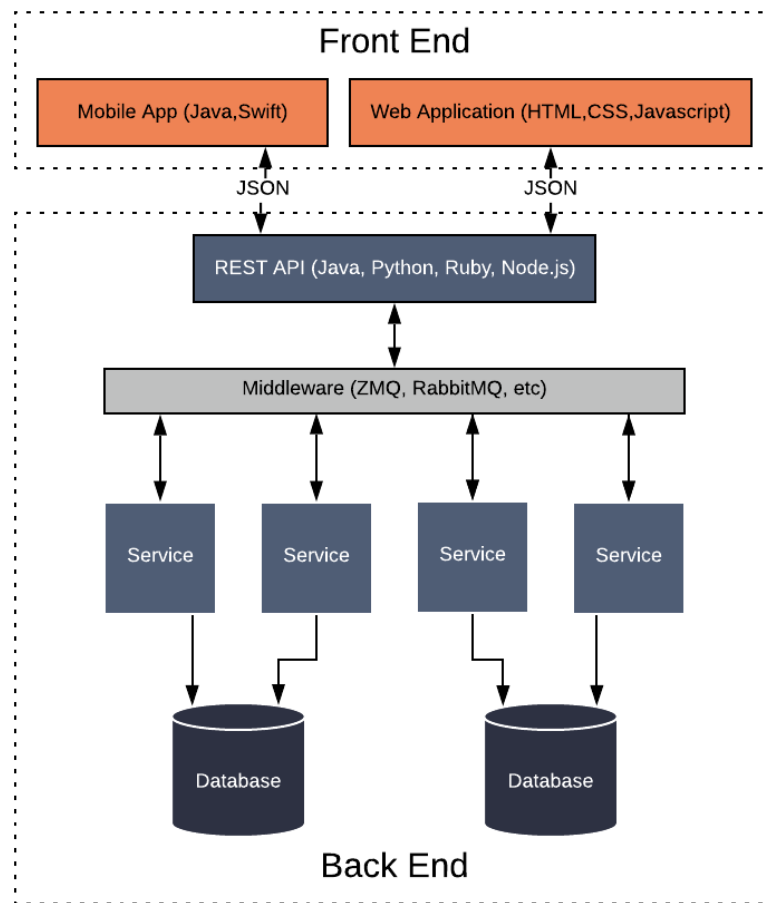 Front End
Mobile App (Java,Swift)
Web Application (HTML,CSS,Javascript)
JSON
JSON
REST API (Java, Python, Ruby, Node.js)
Middleware (ZMQ, RabbitMQ, etc)
Service
Service
Service
Service
Database
Database
Back End